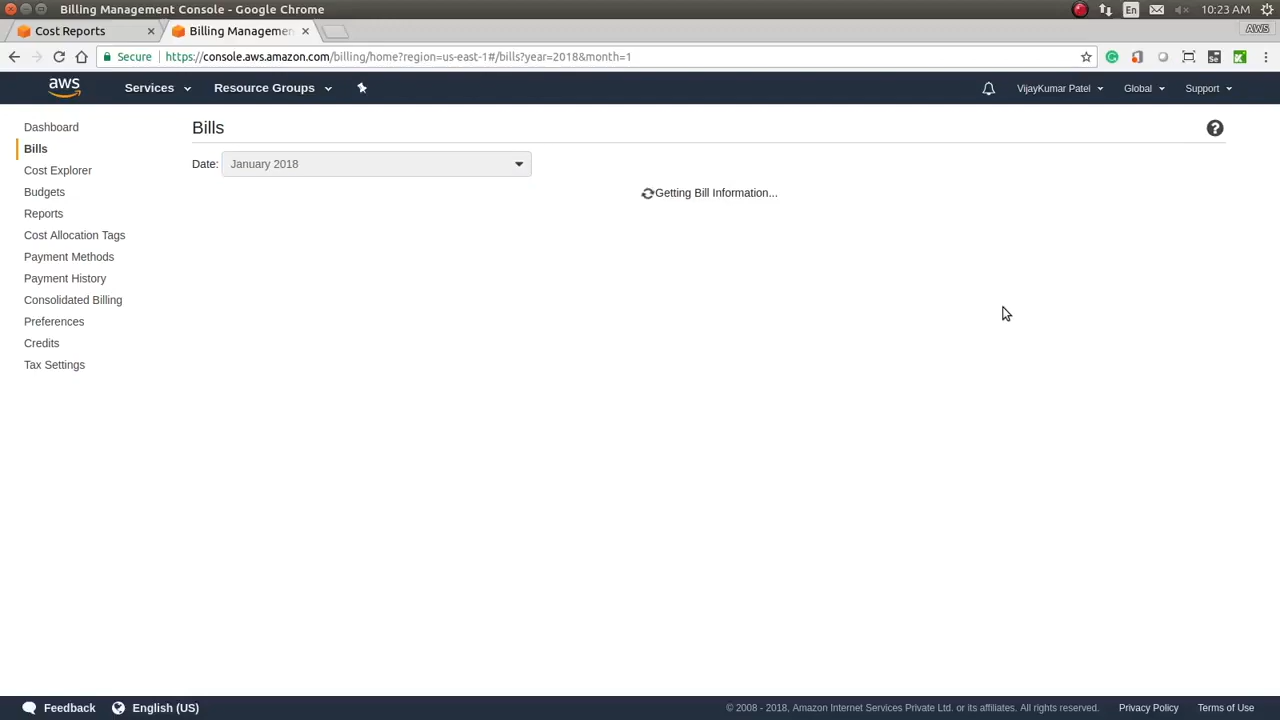 Billing Management Console - Google Chrome
En
10:23 AM
Cost Reports
Billing Managemen
AWS
Secure
https://console.aws.amazon.com/billing/home?region=us-east-1#/bills?year=2018&month=1
aws
Services
Resource Groups
VijayKumar Patel
Global
Support
Dashboard
Bills
Cost Explorer
Budgets
Reports
Cost Allocation Tags
Payment Methods
Payment History
Consolidated Billing
Preferences
Credits
Tax Settings
Bills
Date: January 2018
Getting Bill Information...
Feedback
English (US)
© 2008 - 2018, Amazon Internet Services Private Ltd. or its affiliates. All rights reserved.
Privacy Policy
Terms of Use